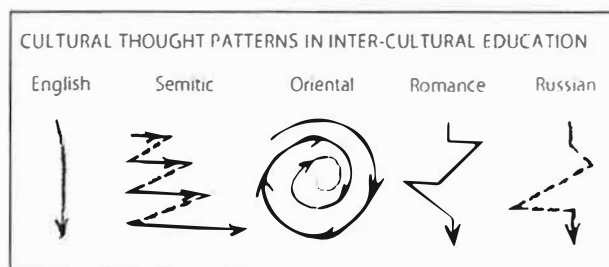 CULTURAL THOUGHT PATTERNS IN INTER-CULTURAL EDUCATION
English Semitic Oriental Romance Russian